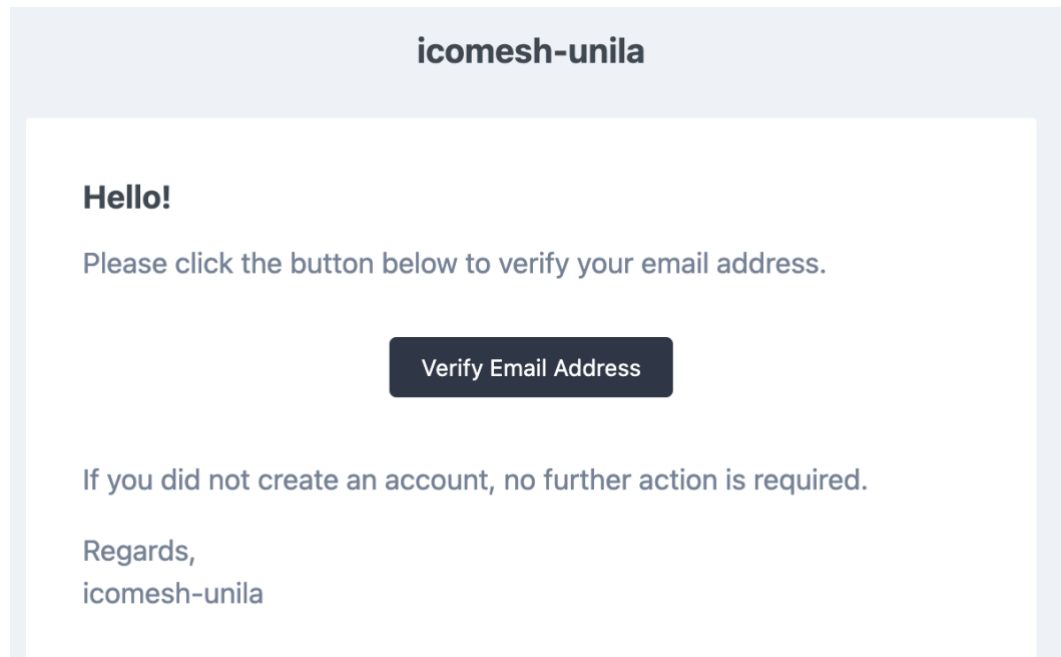 icomesh-unila
Hello!
Please click the button below to verify your email address.
Verify Email Address
If you did not create an account, no further action is required.
Regards,
icomesh-unila